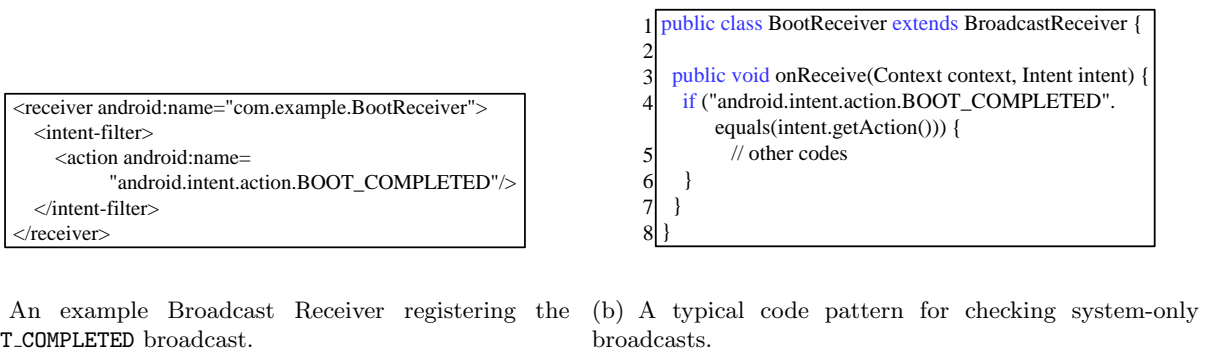 <receiver android:name="com.example.BootReceiver">
<intent-filter>
<action android:name=
"android.intent.action.BOOT_COMPLETED"/>
</intent-filter>
</receiver>
1 public class BootReceiver extends BroadcastReceiver {
2
3 public void onReceive(Context context, Intent intent) {
4 if ("android.intent.action.BOOT_COMPLETED".
equals(intent.getAction())) {
5 // other codes
6 }
7 }
8 }
An example Broadcast Receiver registering the
T_COMPLETED broadcast.
(b) A typical code pattern for checking system-only
broadcasts.